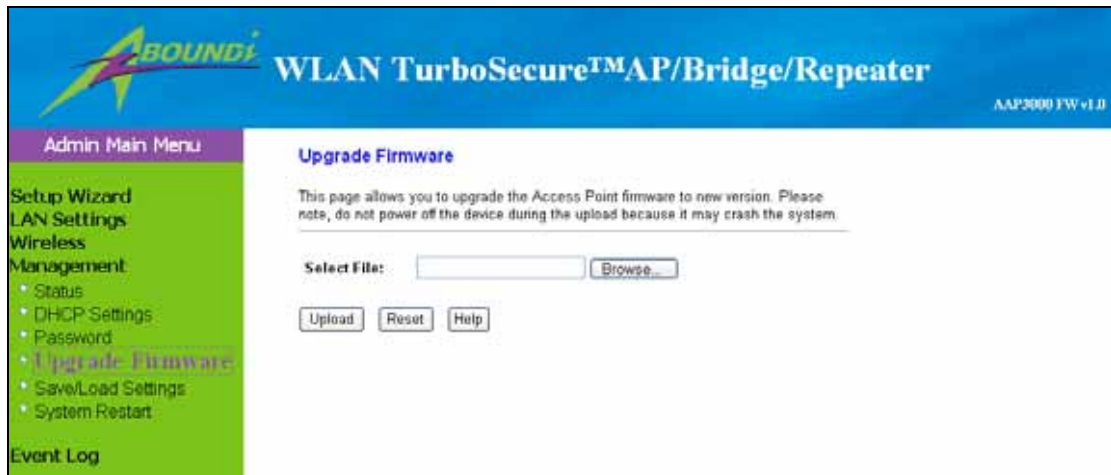 ABOUNDi
WLAN TurboSecure™AP/Bridge/Repeater
AAP3000 FW v1.0
Admin Main Menu
Setup Wizard
LAN Settings
Wireless
Management
Status
DHCP Settings
Password
Upgrade Firmware
Save/Load Settings
System Restart
Event Log
Upgrade Firmware
This page allows you to upgrade the Access Point firmware to new version. Please
note, do not power off the device during the upload because it may crash the system.
Select File:
Browse...
Upload
Reset
Help